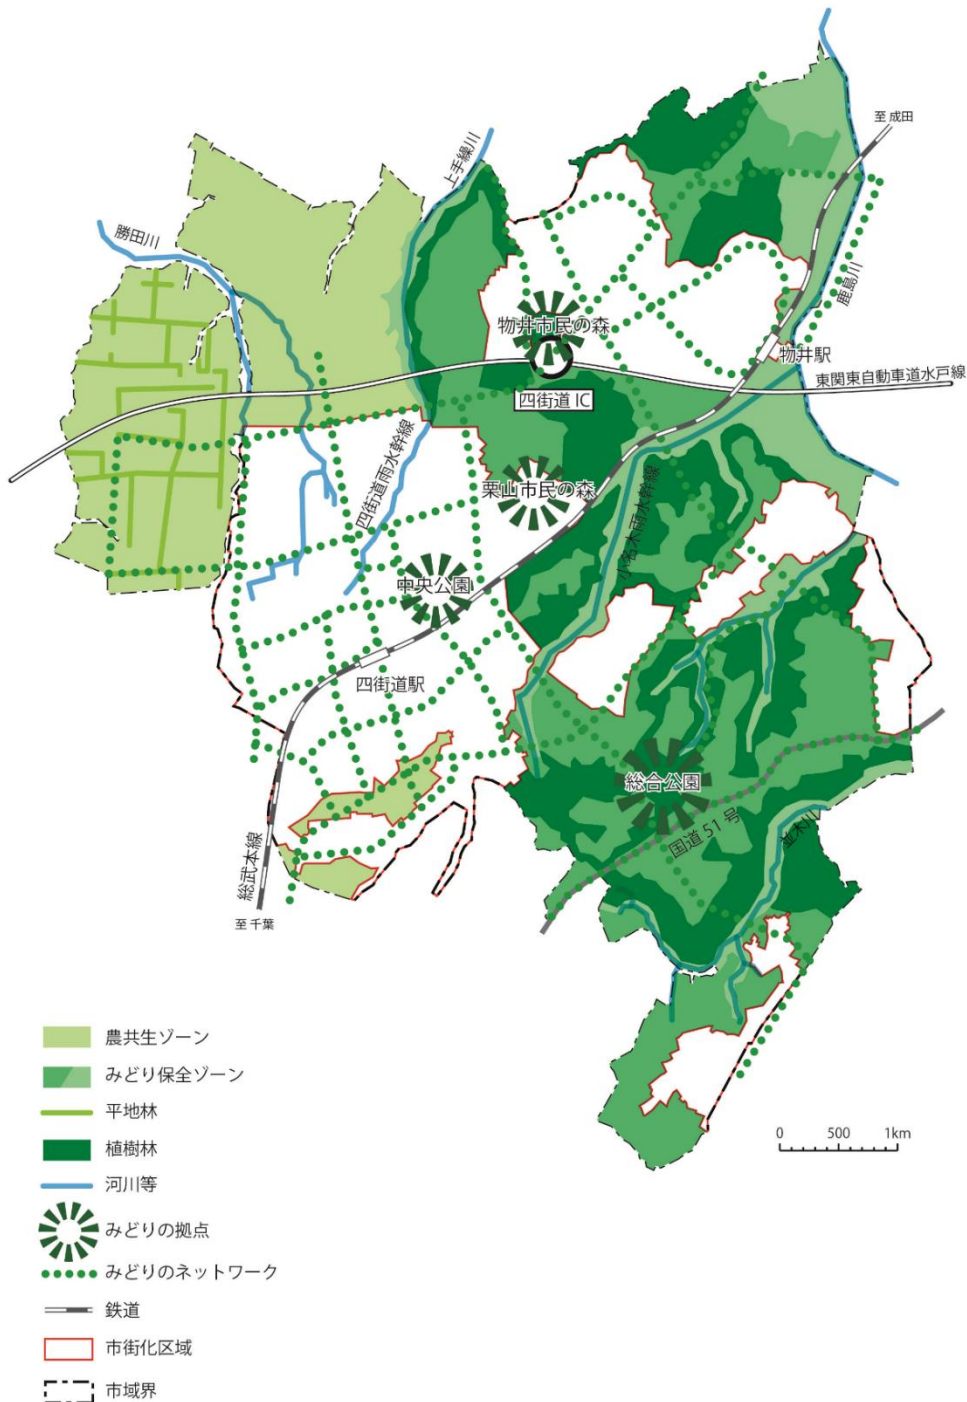 至 成田
上手繰川
勝田川
鹿島川
物井市民の森
物井駅
東関東自動車道水戸線
四街道 IC
四街道雨水幹線
栗山市民の森
小名木雨水幹線
中央公園
四街道駅
総合公園
国道 51 号
並木川
総武本線
至 千葉
農共生ゾーン
みどり保全ゾーン
平地林
植樹林
河川等
みどりの拠点
みどりのネットワーク
鉄道
市街化区域
市域界
0 500 1km